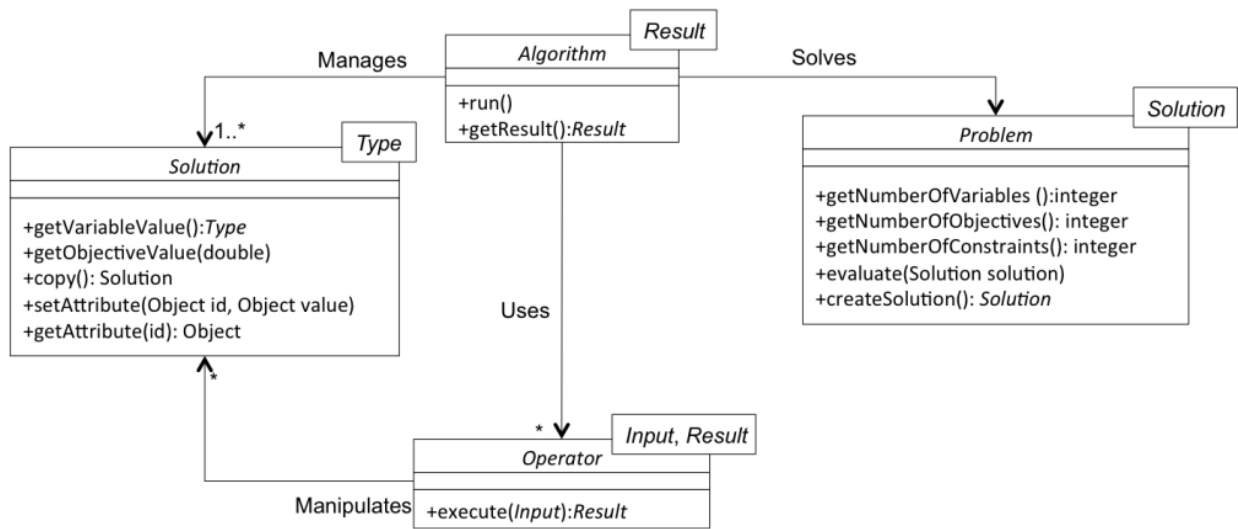 Result
Algorithm
+run()
+getResult():Result
Manages
Solves
1..*
Type
Solution
+getVariableValue():Type
+getObjectiveValue(double)
+copy(): Solution
+setAttribute(Object id, Object value)
+getAttribute(id): Object
Solution
Problem
+getNumberOfVariables ():integer
+getNumberOfObjectives(): integer
+getNumberOfConstraints(): integer
+evaluate(Solution solution)
+createSolution(): Solution
Uses
*
*
Manipulates
Input, Result
Operator
+execute(Input):Result